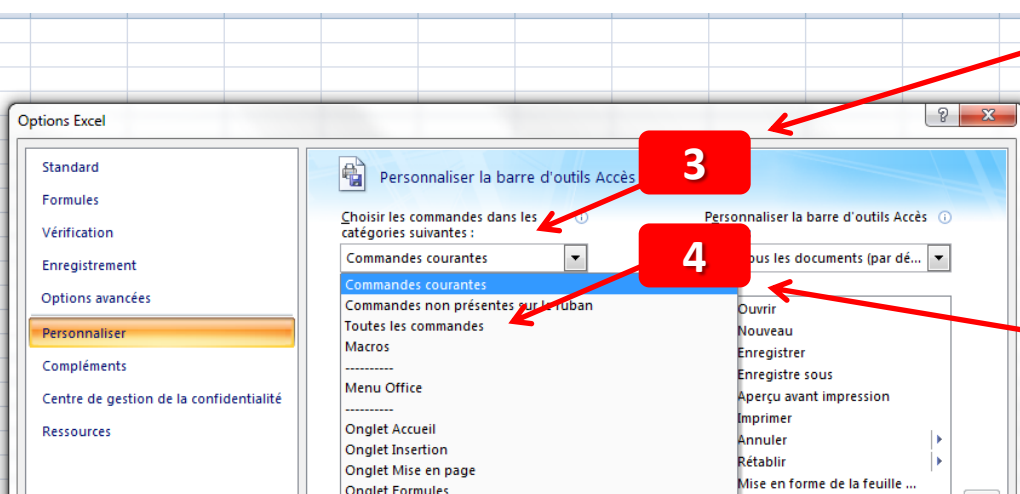 Options Excel
Standard
Formules
Vérification
Enregistrement
Options avancées
Personnaliser
Compléments
Centre de gestion de la confidentialité
Ressources
Personnaliser la barre d'outils Accès
3
Choisir les commandes dans les
catégories suivantes :
Commandes courantes
Commandes courantes
Commandes non présentes sur le ruban
Toutes les commandes
Macros
----------
Menu Office
----------
Onglet Accueil
Onglet Insertion
Onglet Mise en page
Onglet Formules
4
Personnaliser la barre d'outils Accès
les documents (par dé...
Ouvrir
Nouveau
Enregistrer
Enregistre sous
Aperçu avant impression
Imprimer
Annuler
Rétablir
Mise en forme de la feuille ...